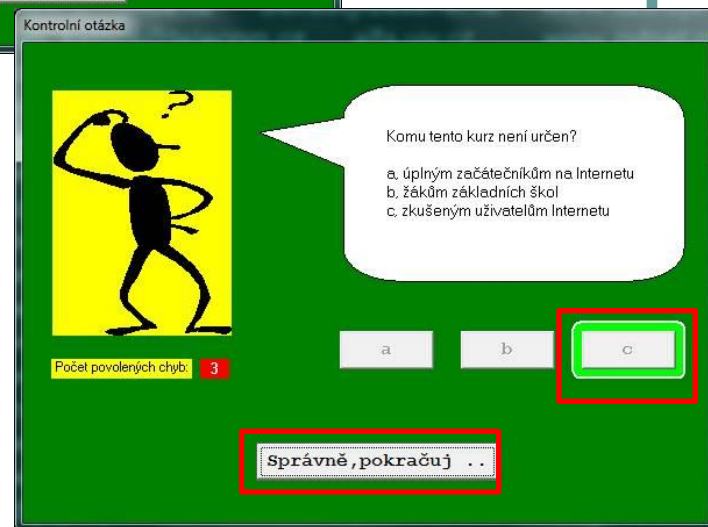 Kontrolní otázka
?
Komu tento kurz není určen?
a, úplným začátečníkům na Internetu
b, žákům základních škol
c, zkušeným uživatelům Internetu
a b c
Počet povolených chyb: 3
Správně,pokračuj ..